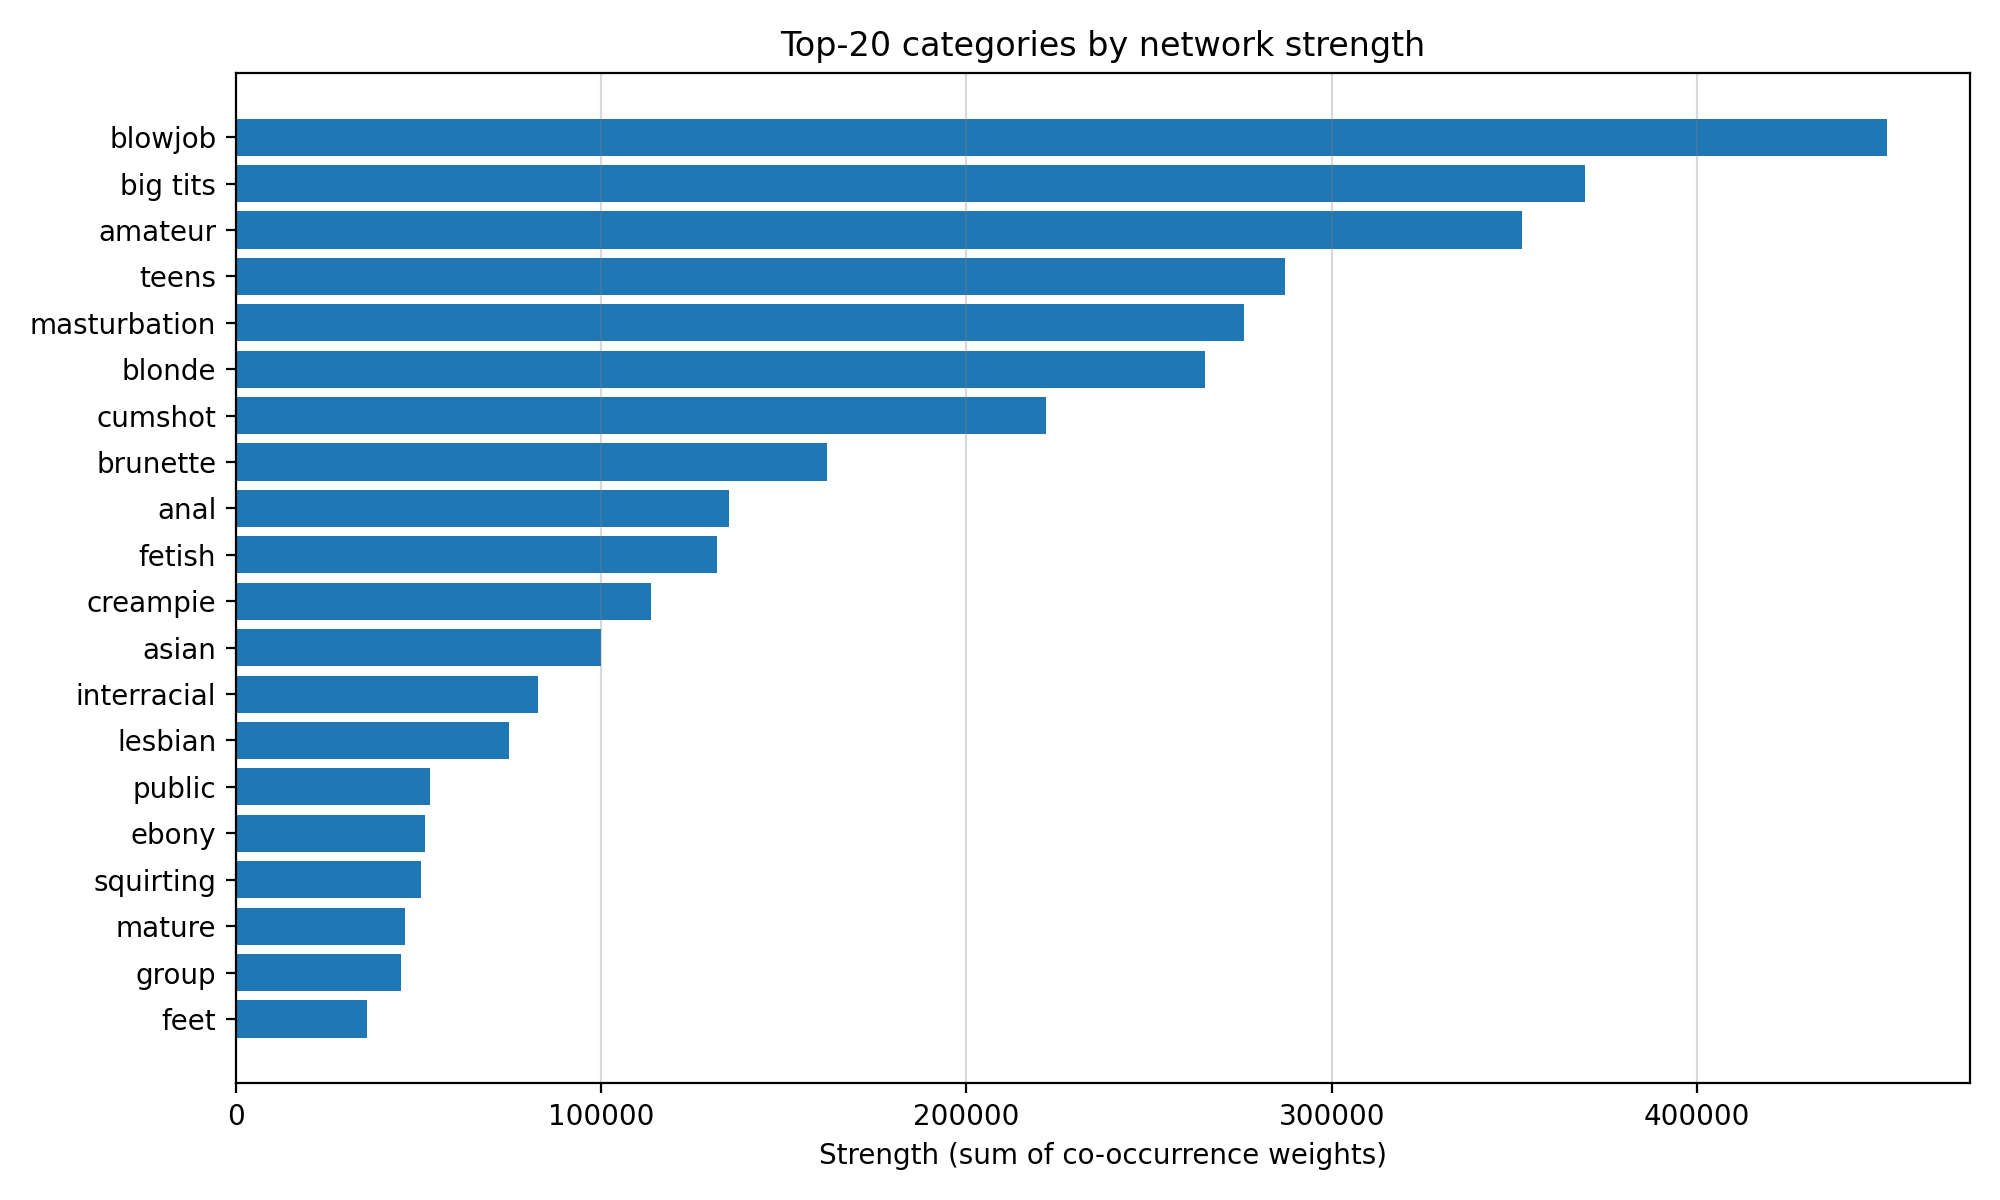 Top-20 categories by network strength
blowjob
big tits
amateur
teens
masturbation
blonde
cumshot
brunette
anal
fetish
creampie
asian
interracial
lesbian
public
ebony
squirting
mature
group
feet
0 100000 200000 300000 400000
Strength (sum of co-occurrence weights)